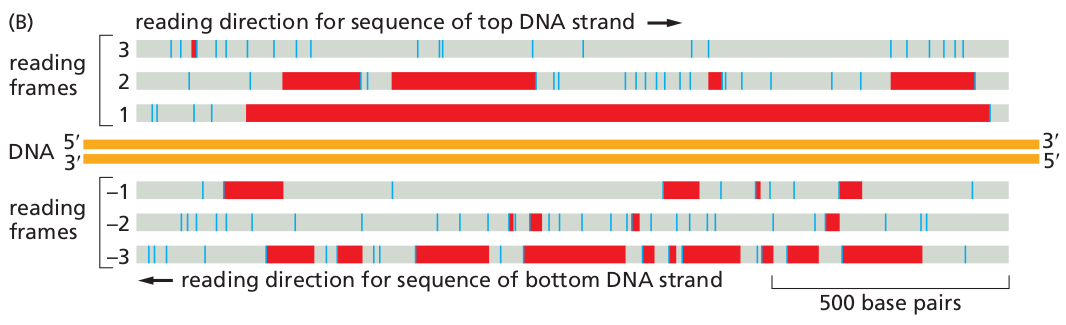 (B)
reading direction for sequence of top DNA strand
reading
frames
3
2
1
DNA
5′
3′
3′
5′
reading
frames
–1
–2
–3
reading direction for sequence of bottom DNA strand
500 base pairs